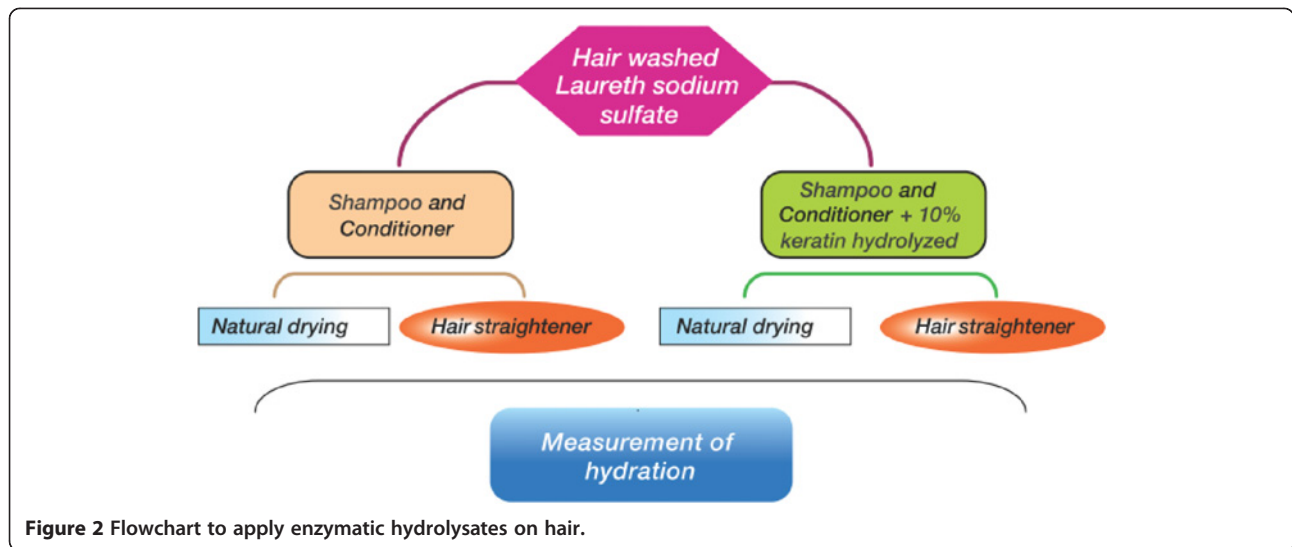 Hair washed
Laureth sodium
sulfate
Shampoo and
Conditioner
Shampoo and
Conditioner + 10%
keratin hydrolyzed
Natural drying
Hair straightener
Natural drying
Hair straightener
Measurement of
hydration
Figure 2 Flowchart to apply enzymatic hydrolysates on hair.